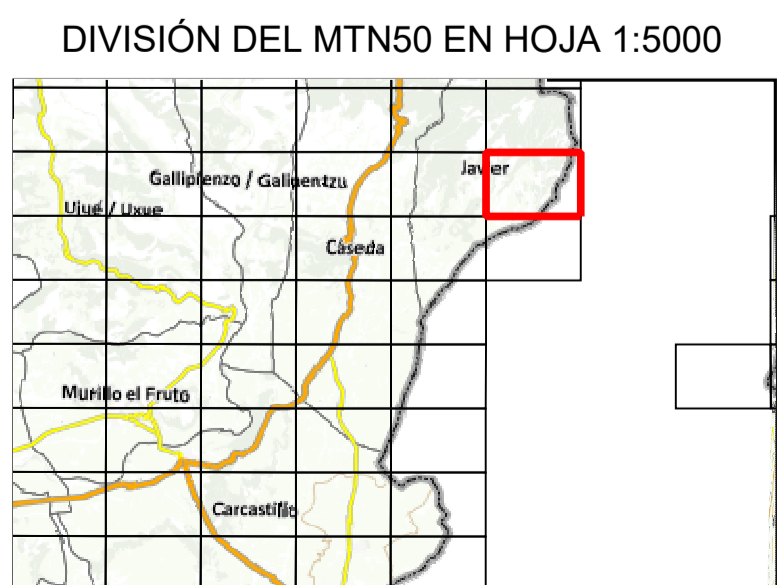 DIVISIÓN DEL MTN50 EN HOJA 1:5000
Javier
Gallipienzo / Galipentzu
Ujué / Uxue
Cáseda
Murillo el Fruto
Carcastillo